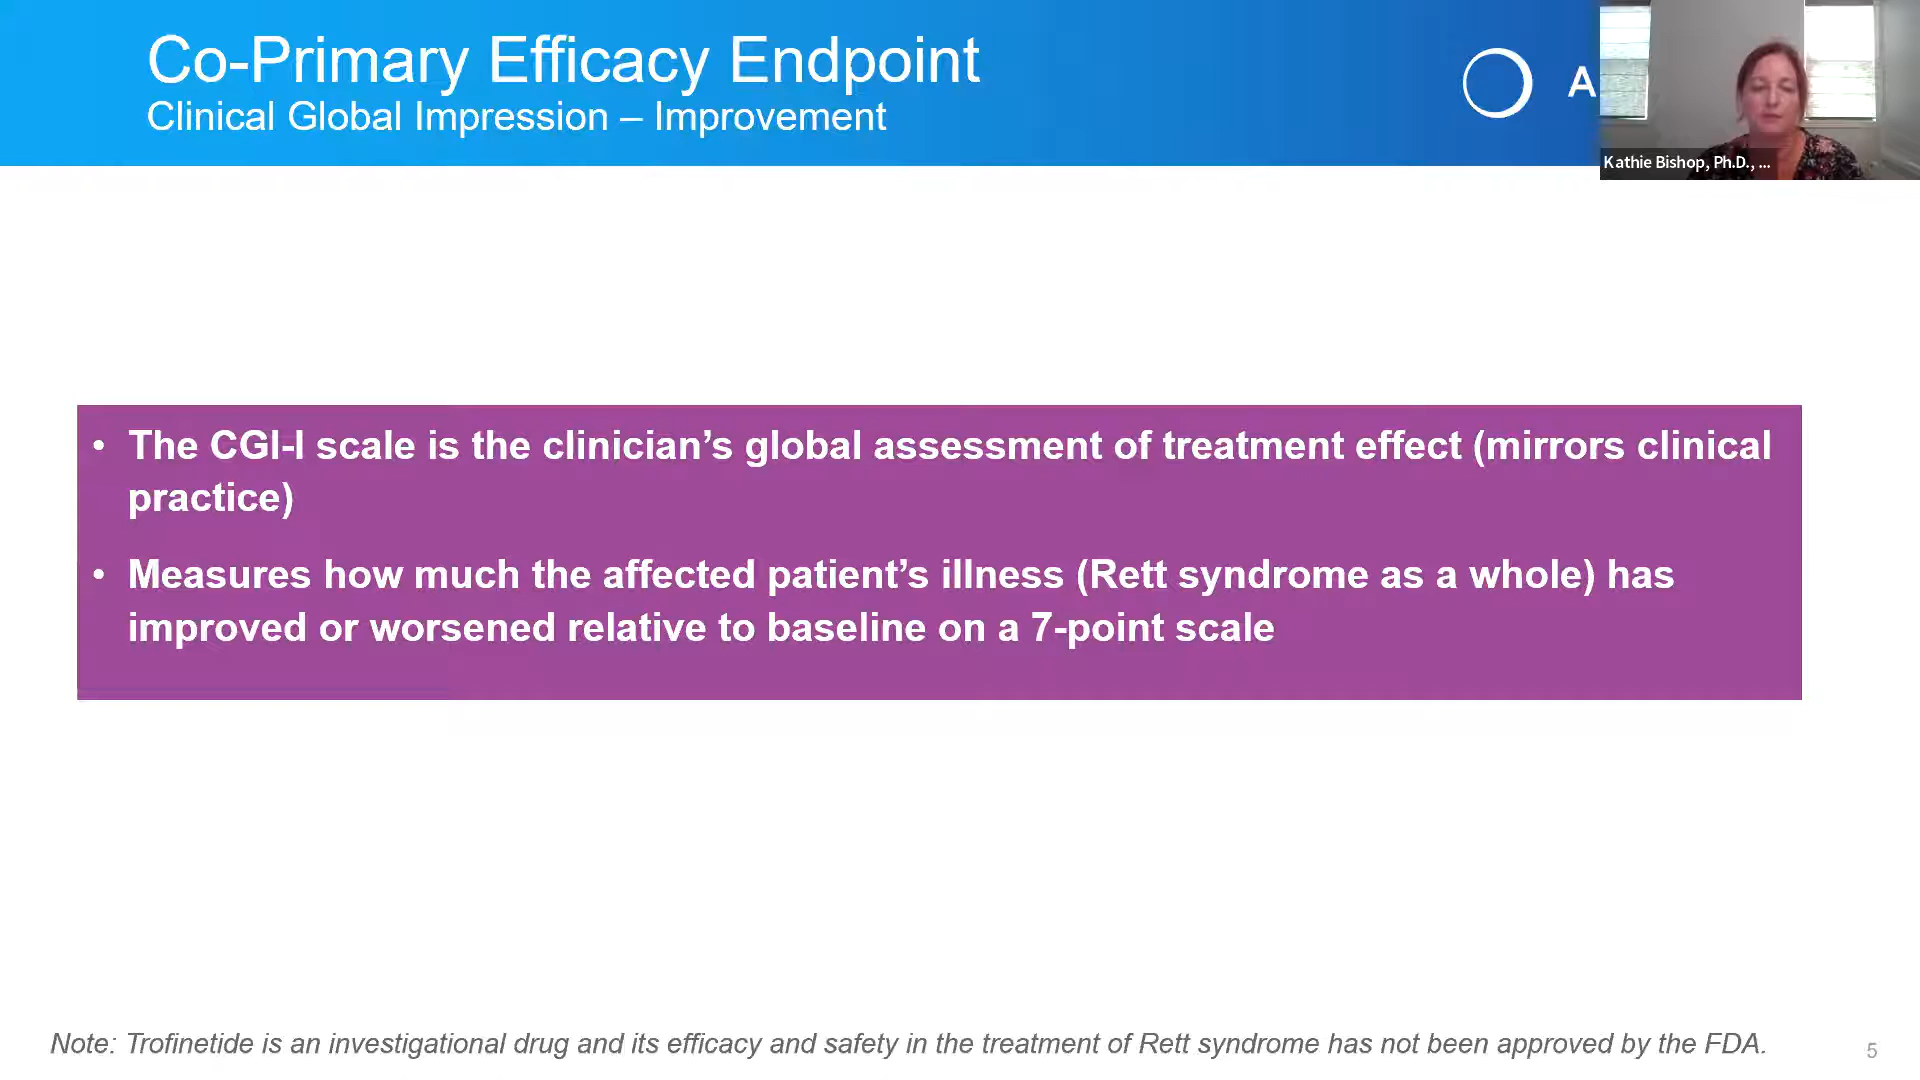 Co-Primary Efficacy Endpoint
Clinical Global Impression – Improvement
A
Kathie Bishop, Ph.D., ...
• The CGI-I scale is the clinician’s global assessment of treatment effect (mirrors clinical
practice)
• Measures how much the affected patient’s illness (Rett syndrome as a whole) has
improved or worsened relative to baseline on a 7-point scale
Note: Trofinetide is an investigational drug and its efficacy and safety in the treatment of Rett syndrome has not been approved by the FDA.
5